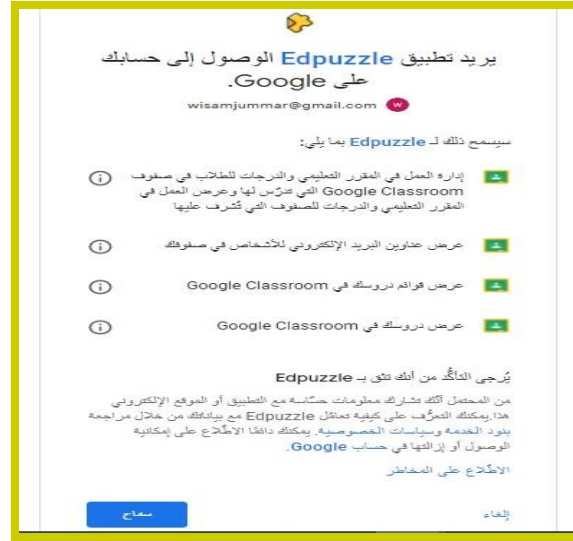 يريد تطبيق Edpuzzle الوصول إلى حسابك
على Google.
wisamjummar@gmail.com W
سيسمح ذلك لـ Edpuzzle بما يلي:
إدارة العمل في المقرر التعليمي والدرجات للطلاب في صفوف
Google Classroom التي تدرّس لها وعرض العمل في
المقرر التعليمي والدرجات للصفوف التي تُشرف عليها
عرض عناوين البريد الإلكتروني للأشخاص في صفوفك
عرض قوائم دروسك في Google Classroom
عرض دروسك في Google Classroom
يُرجى التأكُّد من أنك تثق بـ Edpuzzle
من المحتمل أنّك تشارك معلومات حسّاسة مع التطبيق أو الموقع الإلكتروني
هذا.يمكنك التعرُّف على كيفية تعامُل Edpuzzle مع بياناتك من خلال مراجعة
بنود الخدمة وسياسات الخصوصية. يمكنك دائمًا الاطّلاع على إمكانية
الوصول أو إزالتها في حساب Google.
الاطّلاع على المخاطر
إلغاء
سماح